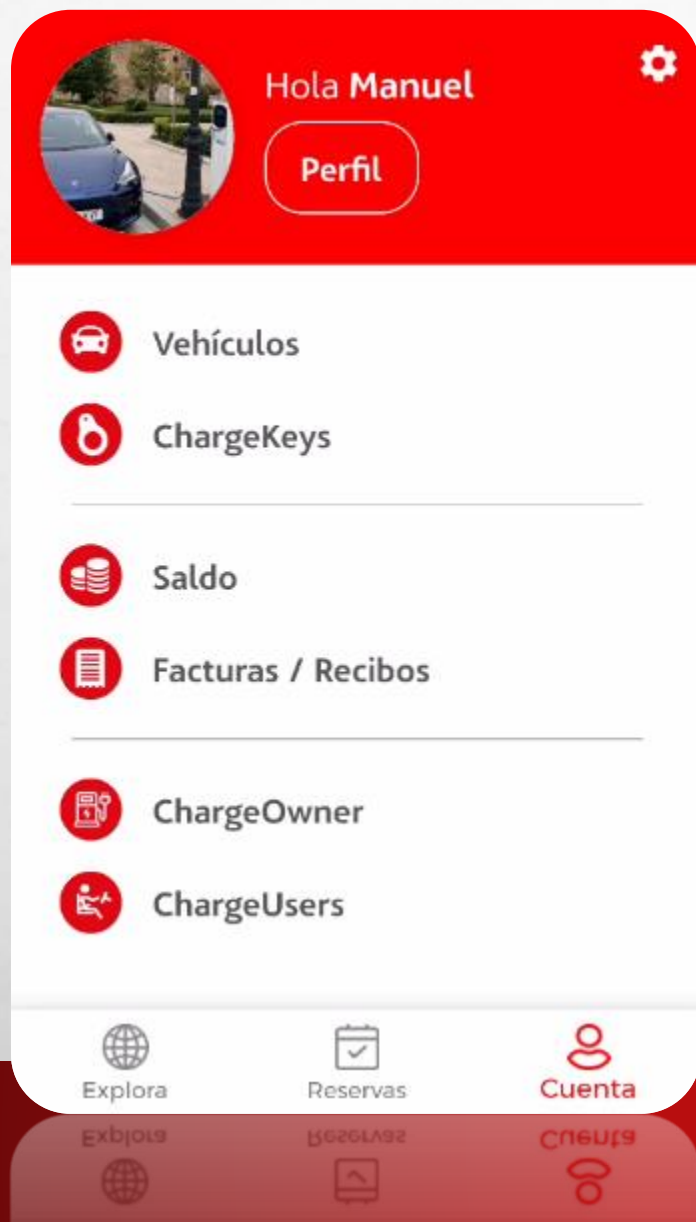 Hola Manuel
Perfil
Vehículos
ChargeKeys
Saldo
Facturas / Recibos
ChargeOwner
ChargeUsers
Explora
Reservas
Cuenta